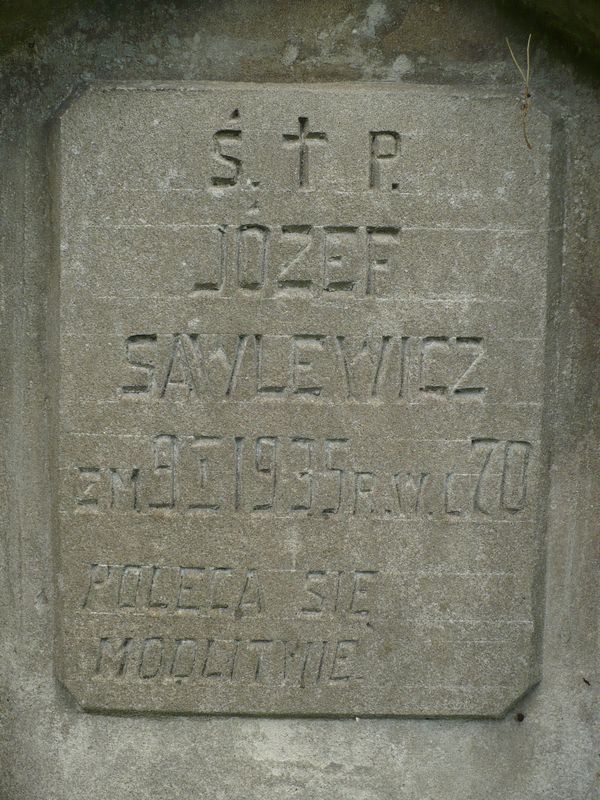 Ś. † P.
JÓZEF
SAWLEWICZ
ZM 9 I 1935 R. W. C 70
POLECA SIĘ
MODLITWIE.